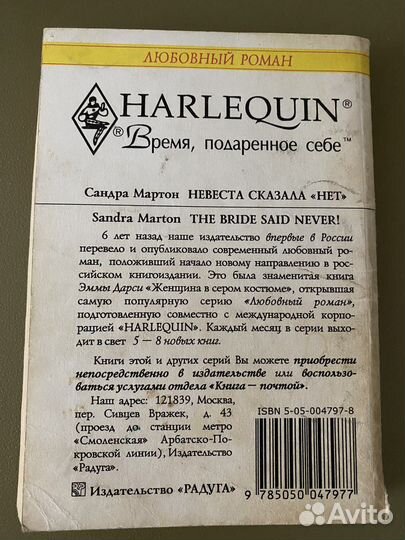 ЛЮБОВНЫЙ РОМАН
HARLEQUIN®
®Время, подаренное себе™
Сандра Мартон НЕВЕСТА СКАЗАЛА «НЕТ»
Sandra Marton THE BRIDE SAID NEVER!
6 лет назад наше издательство впервые в России
перевело и опубликовало современный любовный ро-
ман, положивший начало новому направлению в рос-
сийском книгоиздании. Это была знаменитая книга
Эммы Дарси «Женщина в сером костюме», открывшая
самую популярную серию «Любовный роман»,
подготовленную совместно с международной корпо-
рацией «HARLEQUIN». Каждый месяц в серии выхо-
дит в свет 5 — 8 новых книг.
Книги этой и других серий Вы можете приобрести
непосредственно в издательстве или воспользо-
ваться услугами отдела «Книга — почтой».
Наш адрес: 121839, Москва,
пер. Сивцев Вражек, д. 43
(проезд до станции метро
«Смоленская» Арбатско-По-
кровской линии), Издательство
«Радуга».
Издательство «РАДУГА»
ISBN 5-05-004797-8
9 785050 047977
Avito